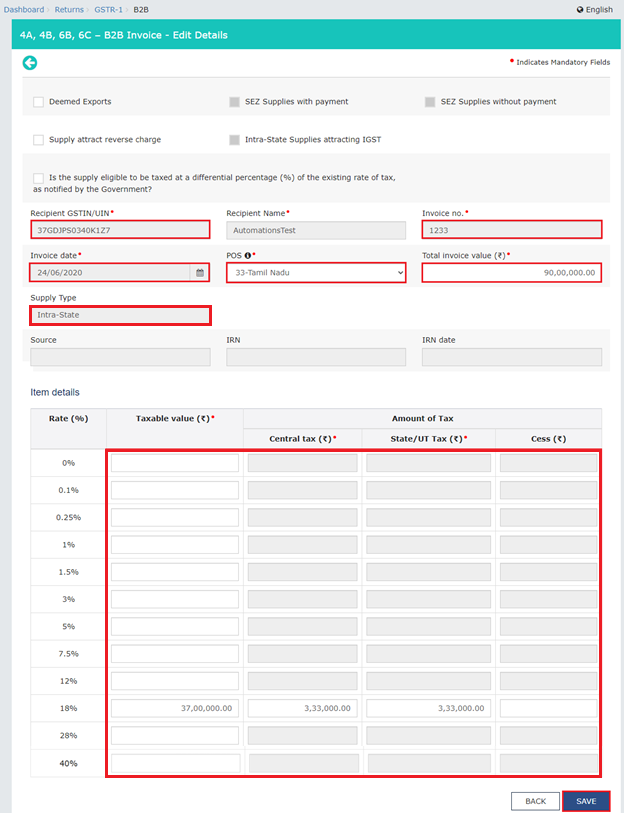 Dashboard › Returns › GSTR-1 › B2B English
4A, 4B, 6B, 6C – B2B Invoice - Edit Details
• Indicates Mandatory Fields
Deemed Exports SEZ Supplies with payment SEZ Supplies without payment
Supply attract reverse charge Intra-State Supplies attracting IGST
Is the supply eligible to be taxed at a differential percentage (%) of the existing rate of tax,
as notified by the Government?
Recipient GSTIN/UIN• Recipient Name• Invoice no.•
37GDJPS0340K1Z7 AutomationsTest 1233
Invoice date• POS • Total invoice value (₹)•
24/06/2020 33-Tamil Nadu 90,00,000.00
Supply Type
Intra-State
Source IRN IRN date
Item details
Rate (%) Taxable value (₹)• Amount of Tax
Central tax (₹)• State/UT Tax (₹)• Cess (₹)
0%
0.1%
0.25%
1%
1.5%
3%
5%
7.5%
12%
18% 37,00,000.00 3,33,000.00 3,33,000.00
28%
40%
BACK SAVE